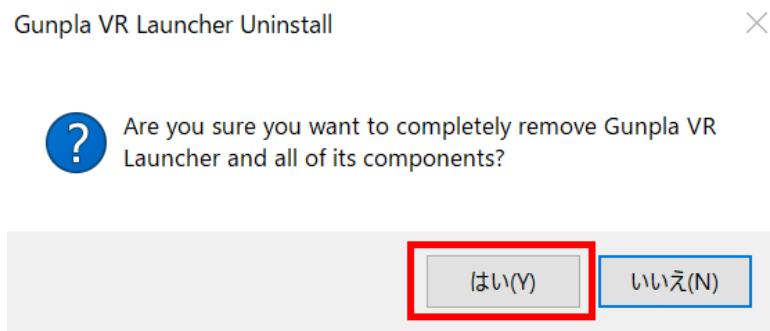 Gunpla VR Launcher Uninstall
Are you sure you want to completely remove Gunpla VR
Launcher and all of its components?
はい(Y)
いいえ(N)